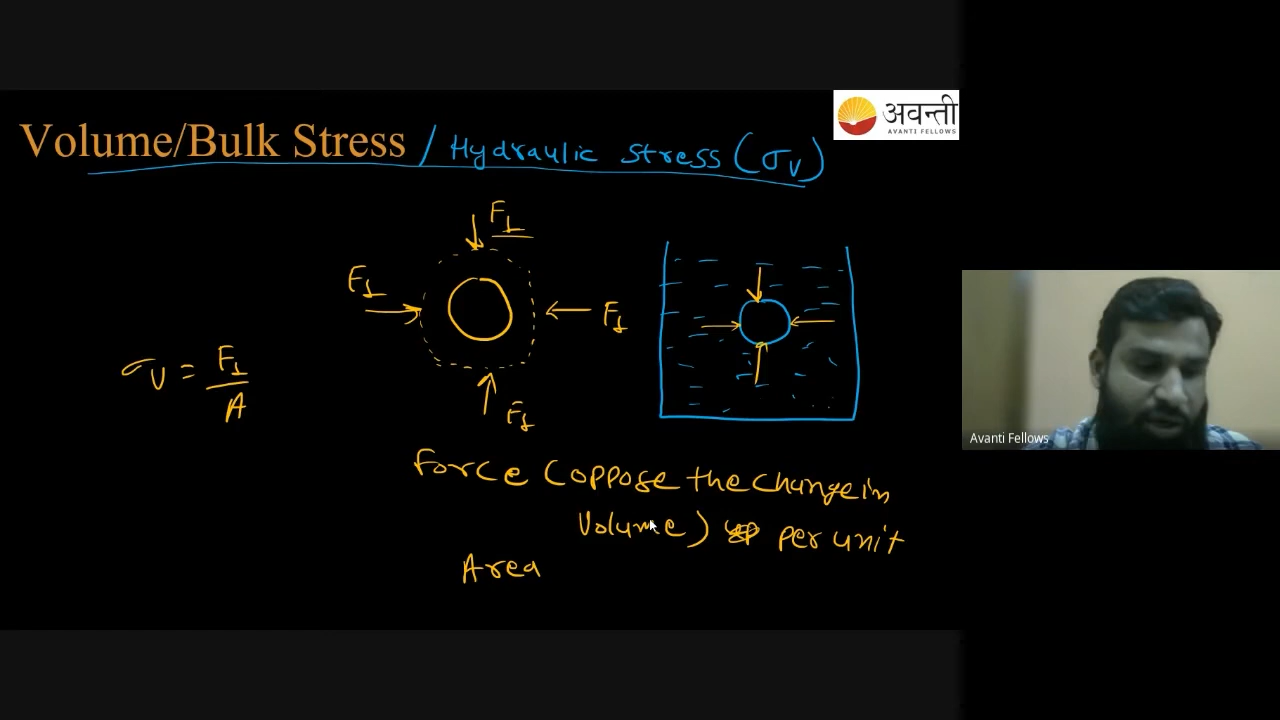 अवन्ती
AVANTI FELLOWS
Volume/Bulk Stress / Hydraulic stress (σv)
F⊥
F⊥
F⊥
F⊥
σv = F⊥/A
Force (oppose the change in
Volume) per unit
Area
Avanti Fellows